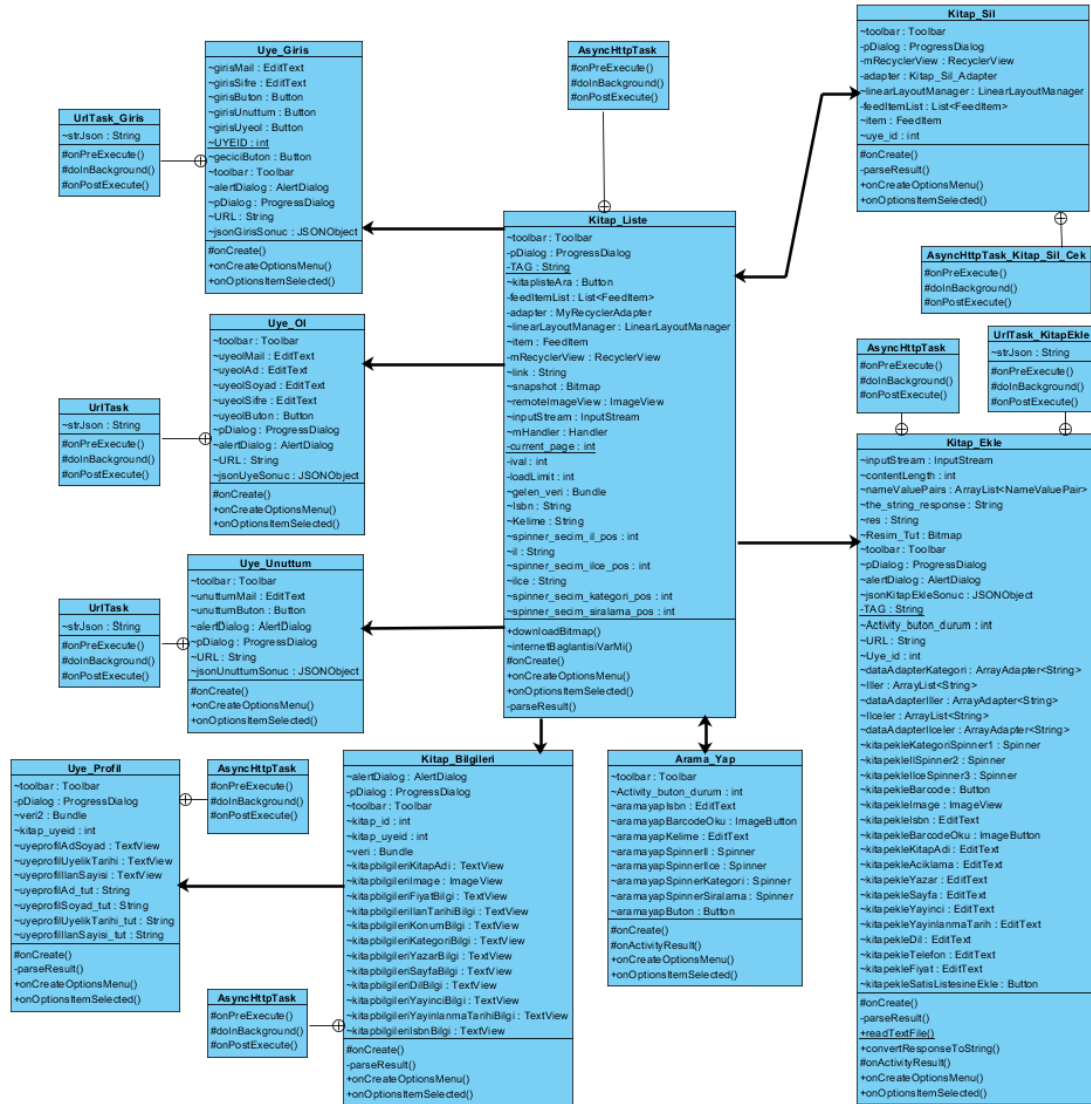 Uye_Giris
~girisMail : EditText
~girisSifre : EditText
~girisButon : Button
~girisUnuttum : Button
~girisUyeol : Button
~UYEID : int
~geciciButon : Button
~toolbar : Toolbar
~alertDialog : AlertDialog
~pDialog : ProgressDialog
~URL : String
~jsonGirisSonuc : JSONObject
#onCreate()
+onCreateOptionsMenu()
+onOptionsItemSelected()
UrlTask_Giris
~strJson : String
#onPreExecute()
#doInBackground()
#onPostExecute()
AsyncHttpTask
#onPreExecute()
#doInBackground()
#onPostExecute()
Kitap_Sil
~toolbar : Toolbar
-pDialog : ProgressDialog
-mRecyclerView : RecyclerView
-adapter : Kitap_Sil_Adapter
~linearLayoutManager : LinearLayoutManager
-feedItemList : List<FeedItem>
~item : FeedItem
~uye_id : int
#onCreate()
-parseResult()
+onCreateOptionsMenu()
+onOptionsItemSelected()
AsyncHttpTask_Kitap_Sil_Cek
#onPreExecute()
#doInBackground()
#onPostExecute()
Kitap_Liste
~toolbar : Toolbar
-pDialog : ProgressDialog
-TAG : String
~kitaplisteAra : Button
-feedItemList : List<FeedItem>
-adapter : MyRecyclerAdapter
~linearLayoutManager : LinearLayoutManager
~item : FeedItem
-mRecyclerView : RecyclerView
~link : String
~snapshot : Bitmap
~remoteImageView : ImageView
~inputStream : InputStream
~mHandler : Handler
-current_page : int
-ival : int
-loadLimit : int
~gelen_veri : Bundle
~Isbn : String
~Kelime : String
~spinner_secim_il_pos : int
~il : String
~spinner_secim_ilce_pos : int
~ilce : String
~spinner_secim_kategori_pos : int
~spinner_secim_siralama_pos : int
+downloadBitmap()
~internetBaglantisiVarMi()
#onCreate()
+onCreateOptionsMenu()
+onOptionsItemSelected()
-parseResult()
Uye_Ol
~toolbar : Toolbar
~uyeolMail : EditText
~uyeolAd : EditText
~uyeolSoyad : EditText
~uyeolSifre : EditText
~uyeolButon : Button
~pDialog : ProgressDialog
~alertDialog : AlertDialog
~URL : String
~jsonUyeSonuc : JSONObject
#onCreate()
+onCreateOptionsMenu()
+onOptionsItemSelected()
UrlTask
~strJson : String
#onPreExecute()
#doInBackground()
#onPostExecute()
Uye_Unuttum
~toolbar : Toolbar
~unuttumMail : EditText
~unuttumButon : Button
~alertDialog : AlertDialog
~pDialog : ProgressDialog
~URL : String
~jsonUnuttumSonuc : JSONObject
#onCreate()
+onCreateOptionsMenu()
+onOptionsItemSelected()
UrlTask
~strJson : String
#onPreExecute()
#doInBackground()
#onPostExecute()
AsyncHttpTask
#onPreExecute()
#doInBackground()
#onPostExecute()
UrlTask_KitapEkle
~strJson : String
#onPreExecute()
#doInBackground()
#onPostExecute()
Kitap_Ekle
~inputStream : InputStream
~contentLength : int
~nameValuePairs : ArrayList<NameValuePair>
~the_string_response : String
~res : String
~Resim_Tut : Bitmap
~toolbar : Toolbar
~pDialog : ProgressDialog
~alertDialog : AlertDialog
~jsonKitapEkleSonuc : JSONObject
-TAG : String
~Activity_buton_durum : int
~URL : String
~Uye_id : int
~dataAdapterKategori : ArrayAdapter<String>
~Iller : ArrayList<String>
~dataAdapterIller : ArrayAdapter<String>
~Ilceler : ArrayList<String>
~dataAdapterIlceler : ArrayAdapter<String>
~kitapekleKategoriSpinner1 : Spinner
~kitapekleIlSpinner2 : Spinner
~kitapekleIlceSpinner3 : Spinner
~kitapekleBarcode : Button
~kitapekleImage : ImageView
~kitapekleIsbn : EditText
~kitapekleBarcodeOku : ImageButton
~kitapekleKitapAdi : EditText
~kitapekleAciklama : EditText
~kitapekleYazar : EditText
~kitapekleSayfa : EditText
~kitapekleYayinci : EditText
~kitapekleYayinlanmaTarih : EditText
~kitapekleDil : EditText
~kitapekleTelefon : EditText
~kitapekleFiyat : EditText
~kitapekleSatisListesineEkle : Button
#onCreate()
-parseResult()
+readTextFile()
+convertResponseToString()
#onActivityResult()
+onCreateOptionsMenu()
+onOptionsItemSelected()
Uye_Profil
~toolbar : Toolbar
-pDialog : ProgressDialog
~veri2 : Bundle
~kitap_uyeid : int
~uyeprofilAdSoyad : TextView
~uyeprofilUyelikTarihi : TextView
~uyeprofilIlanSayisi : TextView
~uyeprofilAd_tut : String
~uyeprofilSoyad_tut : String
~uyeprofilUyelikTarihi_tut : String
~uyeprofilIlanSayisi_tut : String
#onCreate()
-parseResult()
+onCreateOptionsMenu()
+onOptionsItemSelected()
AsyncHttpTask
#onPreExecute()
#doInBackground()
#onPostExecute()
Kitap_Bilgileri
~alertDialog : AlertDialog
-pDialog : ProgressDialog
~toolbar : Toolbar
~kitap_id : int
~kitap_uyeid : int
~veri : Bundle
~kitapbilgileriKitapAdi : TextView
~kitapbilgileriImage : ImageView
~kitapbilgileriFiyatBilgi : TextView
~kitapbilgileriIlanTarihiBilgi : TextView
~kitapbilgileriKonumBilgi : TextView
~kitapbilgileriKategoriBilgi : TextView
~kitapbilgileriYazarBilgi : TextView
~kitapbilgileriSayfaBilgi : TextView
~kitapbilgileriDilBilgi : TextView
~kitapbilgileriYayinciBilgi : TextView
~kitapbilgileriYayinlanmaTarihiBilgi : TextView
~kitapbilgileriIsbnBilgi : TextView
#onCreate()
-parseResult()
+onCreateOptionsMenu()
+onOptionsItemSelected()
AsyncHttpTask
#onPreExecute()
#doInBackground()
#onPostExecute()
Arama_Yap
~toolbar : Toolbar
~Activity_buton_durum : int
~aramayapIsbn : EditText
~aramayapBarcodeOku : ImageButton
~aramayapKelime : EditText
~aramayapSpinnerIl : Spinner
~aramayapSpinnerIlce : Spinner
~aramayapSpinnerKategori : Spinner
~aramayapSpinnerSiralama : Spinner
~aramayapButon : Button
#onCreate()
#onActivityResult()
+onCreateOptionsMenu()
+onOptionsItemSelected()